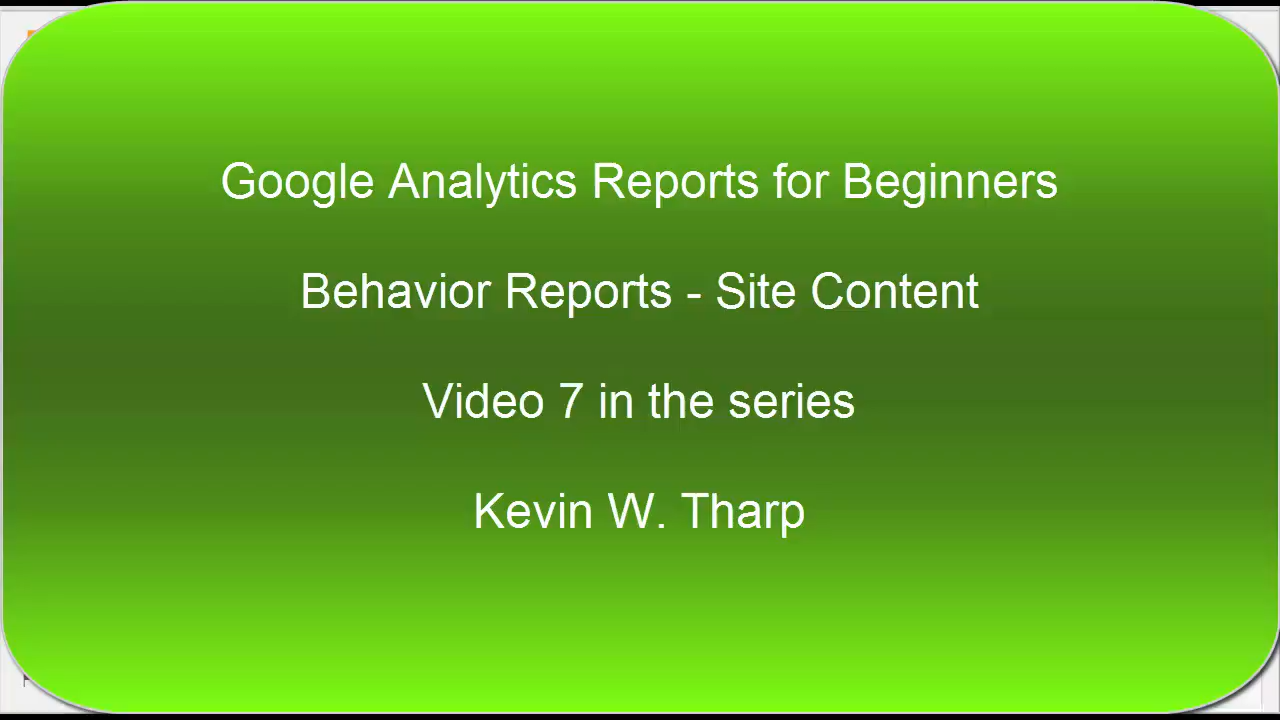 Google Analytics Reports for Beginners
Behavior Reports - Site Content
Video 7 in the series
Kevin W. Tharp